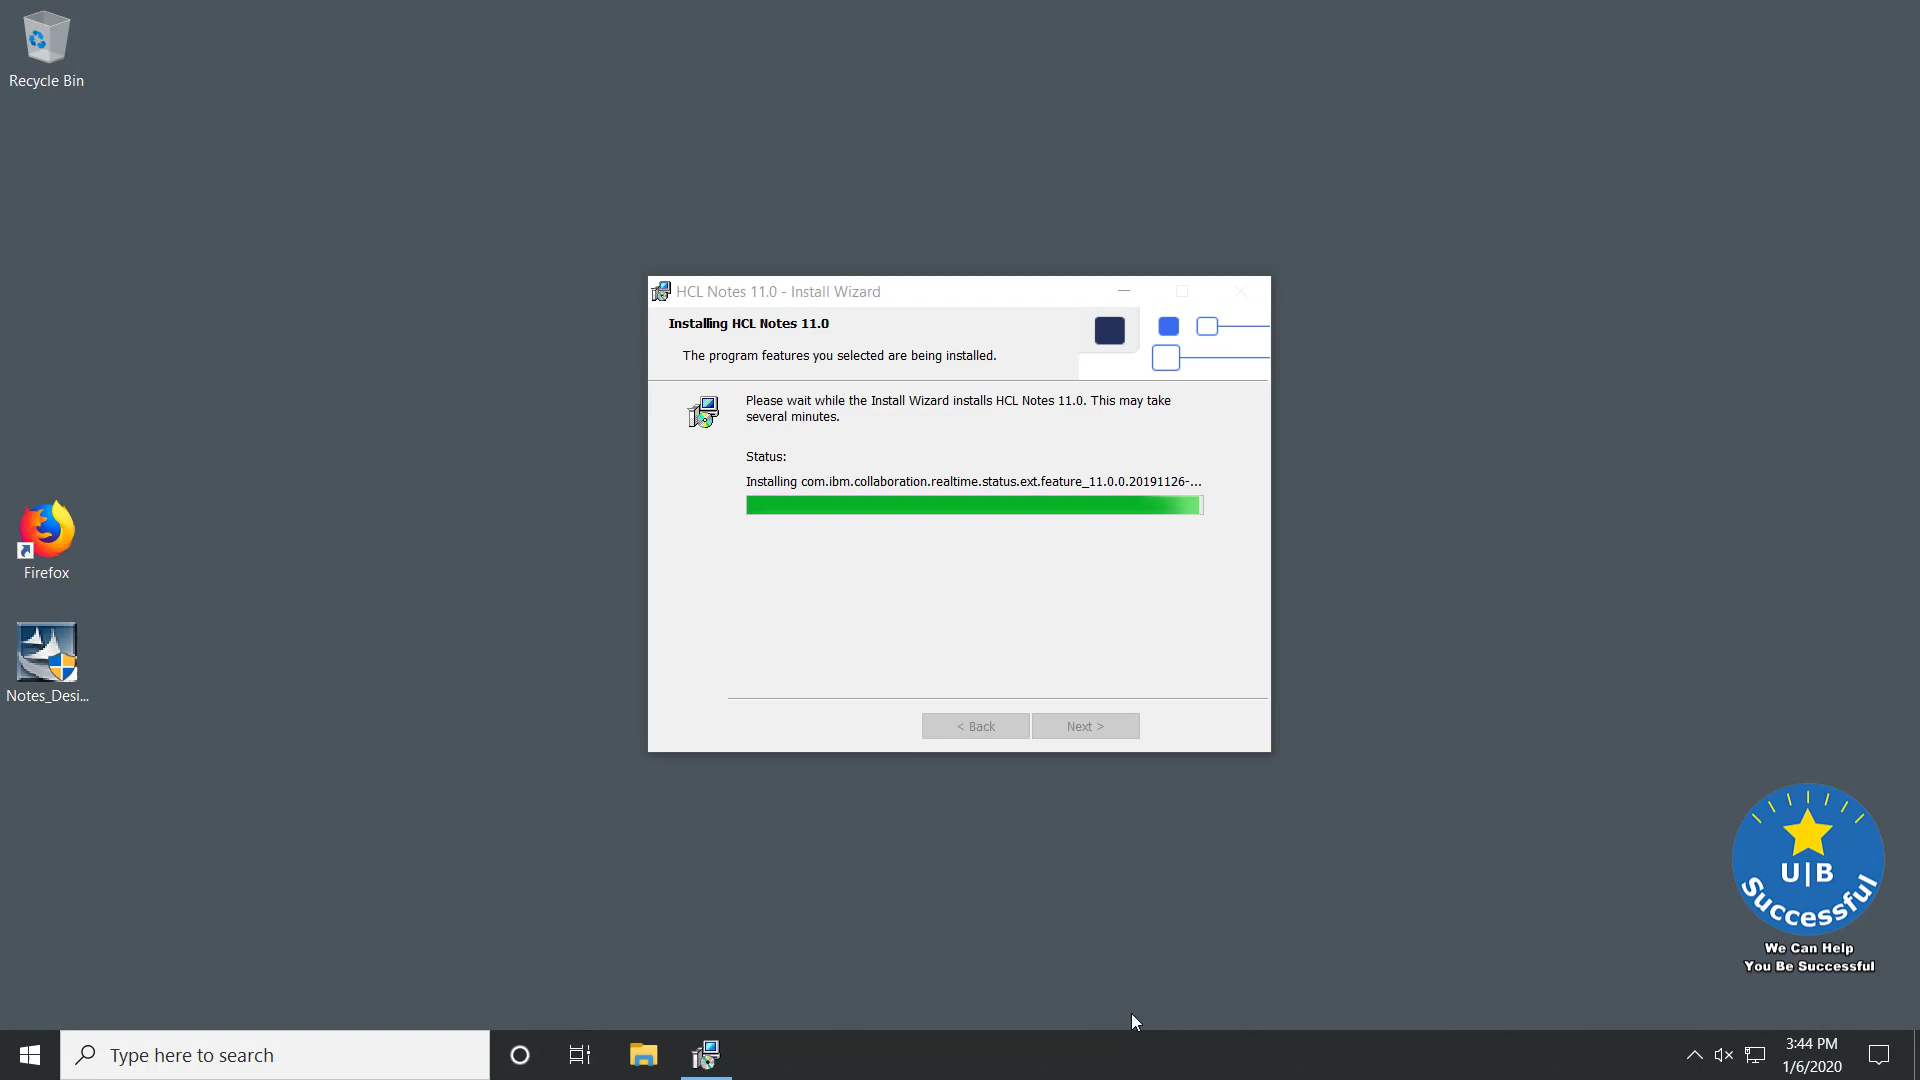 Recycle Bin
Firefox
Notes_Desi...
HCL Notes 11.0 - Install Wizard
Installing HCL Notes 11.0
The program features you selected are being installed.
Please wait while the Install Wizard installs HCL Notes 11.0. This may take
several minutes.
Status:
Installing com.ibm.collaboration.realtime.status.ext.feature_11.0.0.20191126-...
< Back
Next >
U|B
Successful
We Can Help
You Be Successful
Type here to search
3:44 PM
1/6/2020